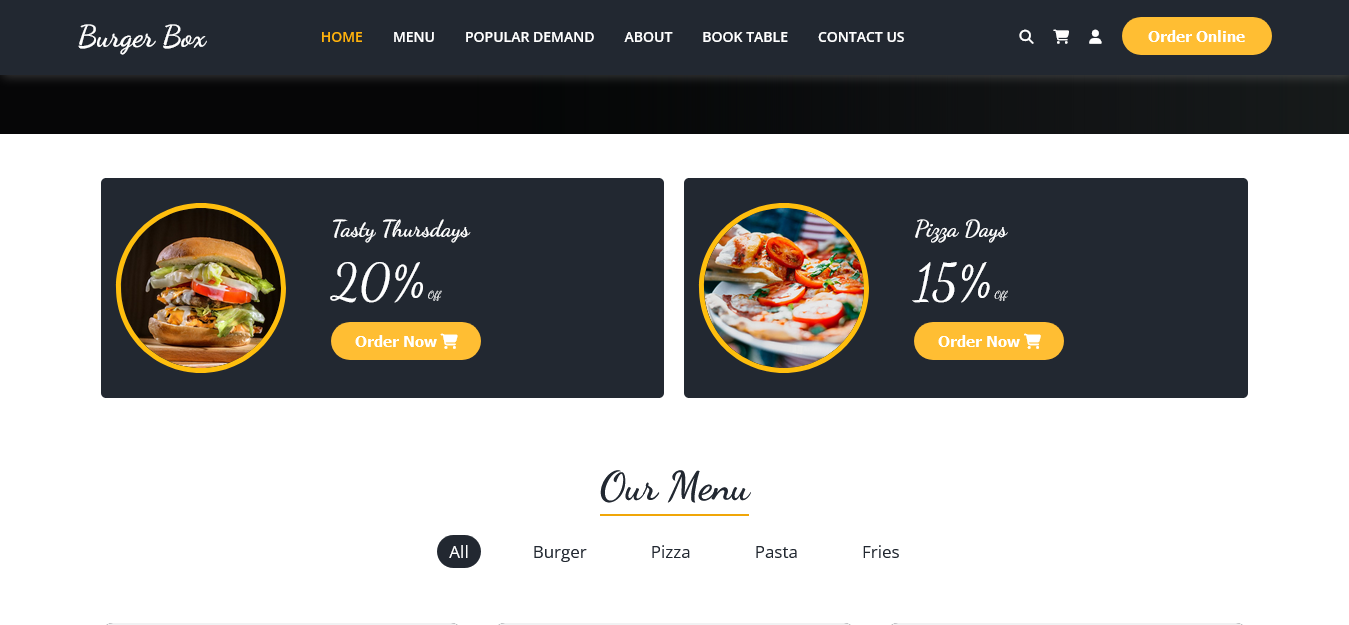 Burger Box
HOME MENU POPULAR DEMAND ABOUT BOOK TABLE CONTACT US
Order Online
Tasty Thursdays
20% Off
Order Now
Pizza Days
15% Off
Order Now
Our Menu
All Burger Pizza Pasta Fries